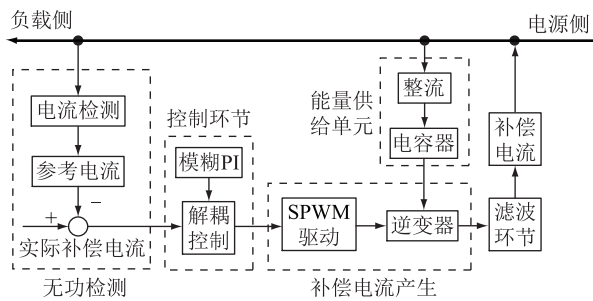 负载侧
电源侧
电流检测
参考电流
−
+
实际补偿电流
无功检测
控制环节
模糊PI
解耦
控制
能量供
给单元
整流
电容器
SPWM
驱动
逆变器
补偿电流产生
补偿
电流
滤波
环节